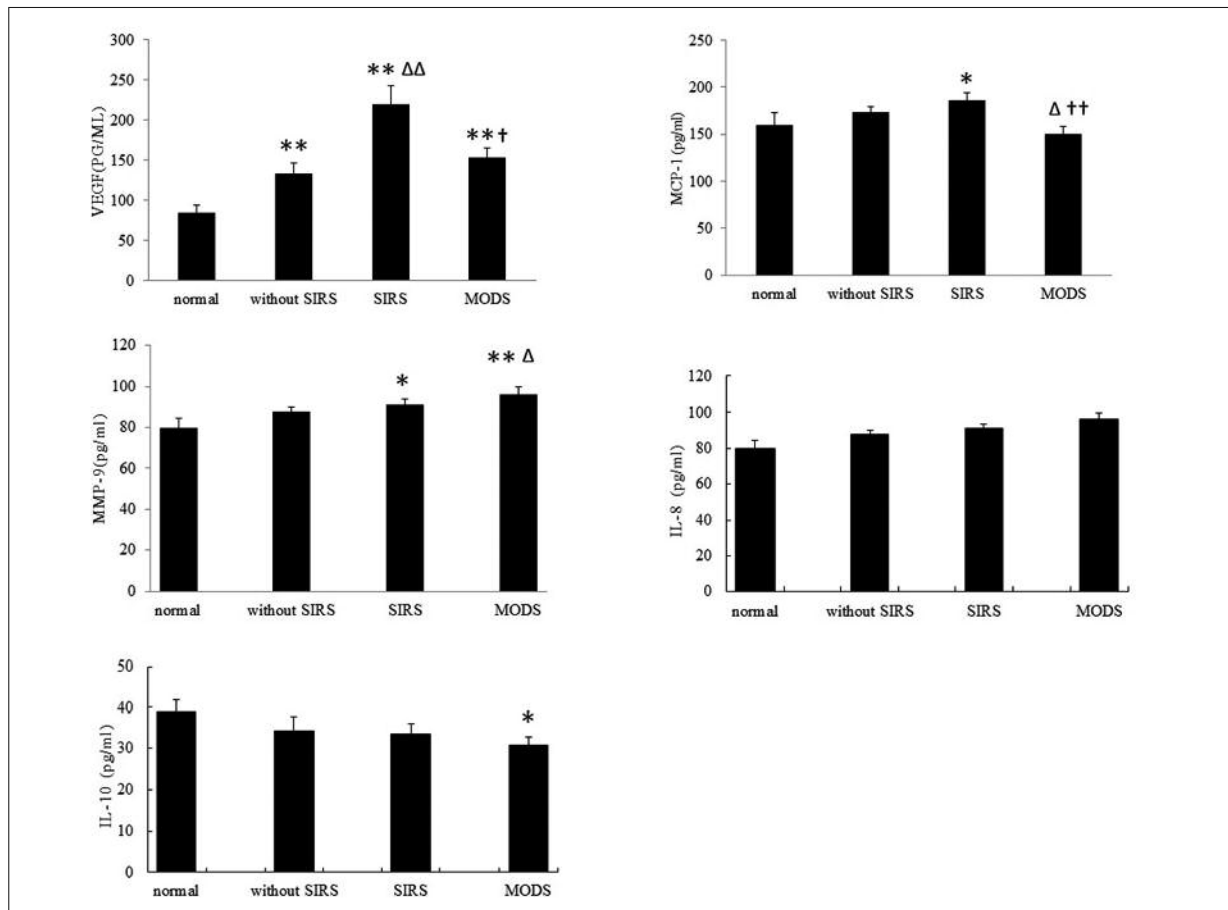 VEGF(PG/ML)
300
250
200
150
100
50
0
** ΔΔ
**
**†
normal without SIRS SIRS MODS
MCP-1 (pg/ml)
250
200
150
100
50
0
*
Δ ††
normal without SIRS SIRS MODS
MMP-9(pg/ml)
120
100
80
60
40
20
0
** Δ
*
normal without SIRS SIRS MODS
IL-8 (pg/ml)
120
100
80
60
40
20
0
normal without SIRS SIRS MODS
IL-10 (pg/ml)
50
40
30
20
10
0
*
normal without SIRS SIRS MODS